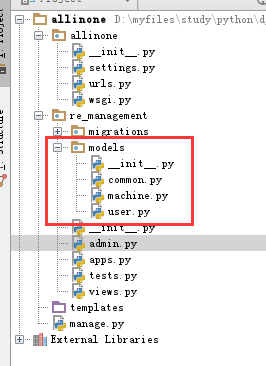 allinone D:\myfiles\study\python\d
allinone
__init__.py
settings.py
urls.py
wsgi.py
re_management
migrations
models
__init__.py
common.py
machine.py
user.py
__init__.py
admin.py
apps.py
tests.py
views.py
templates
manage.py
External Libraries